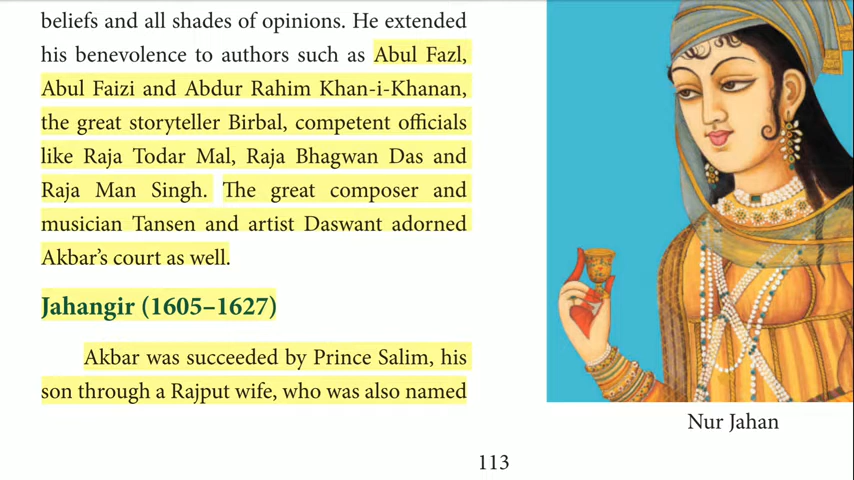 beliefs and all shades of opinions. He extended
his benevolence to authors such as Abul Fazl,
Abul Faizi and Abdur Rahim Khan-i-Khanan,
the great storyteller Birbal, competent officials
like Raja Todar Mal, Raja Bhagwan Das and
Raja Man Singh. The great composer and
musician Tansen and artist Daswant adorned
Akbar’s court as well.
Jahangir (1605–1627)
Akbar was succeeded by Prince Salim, his
son through a Rajput wife, who was also named
Nur Jahan
113